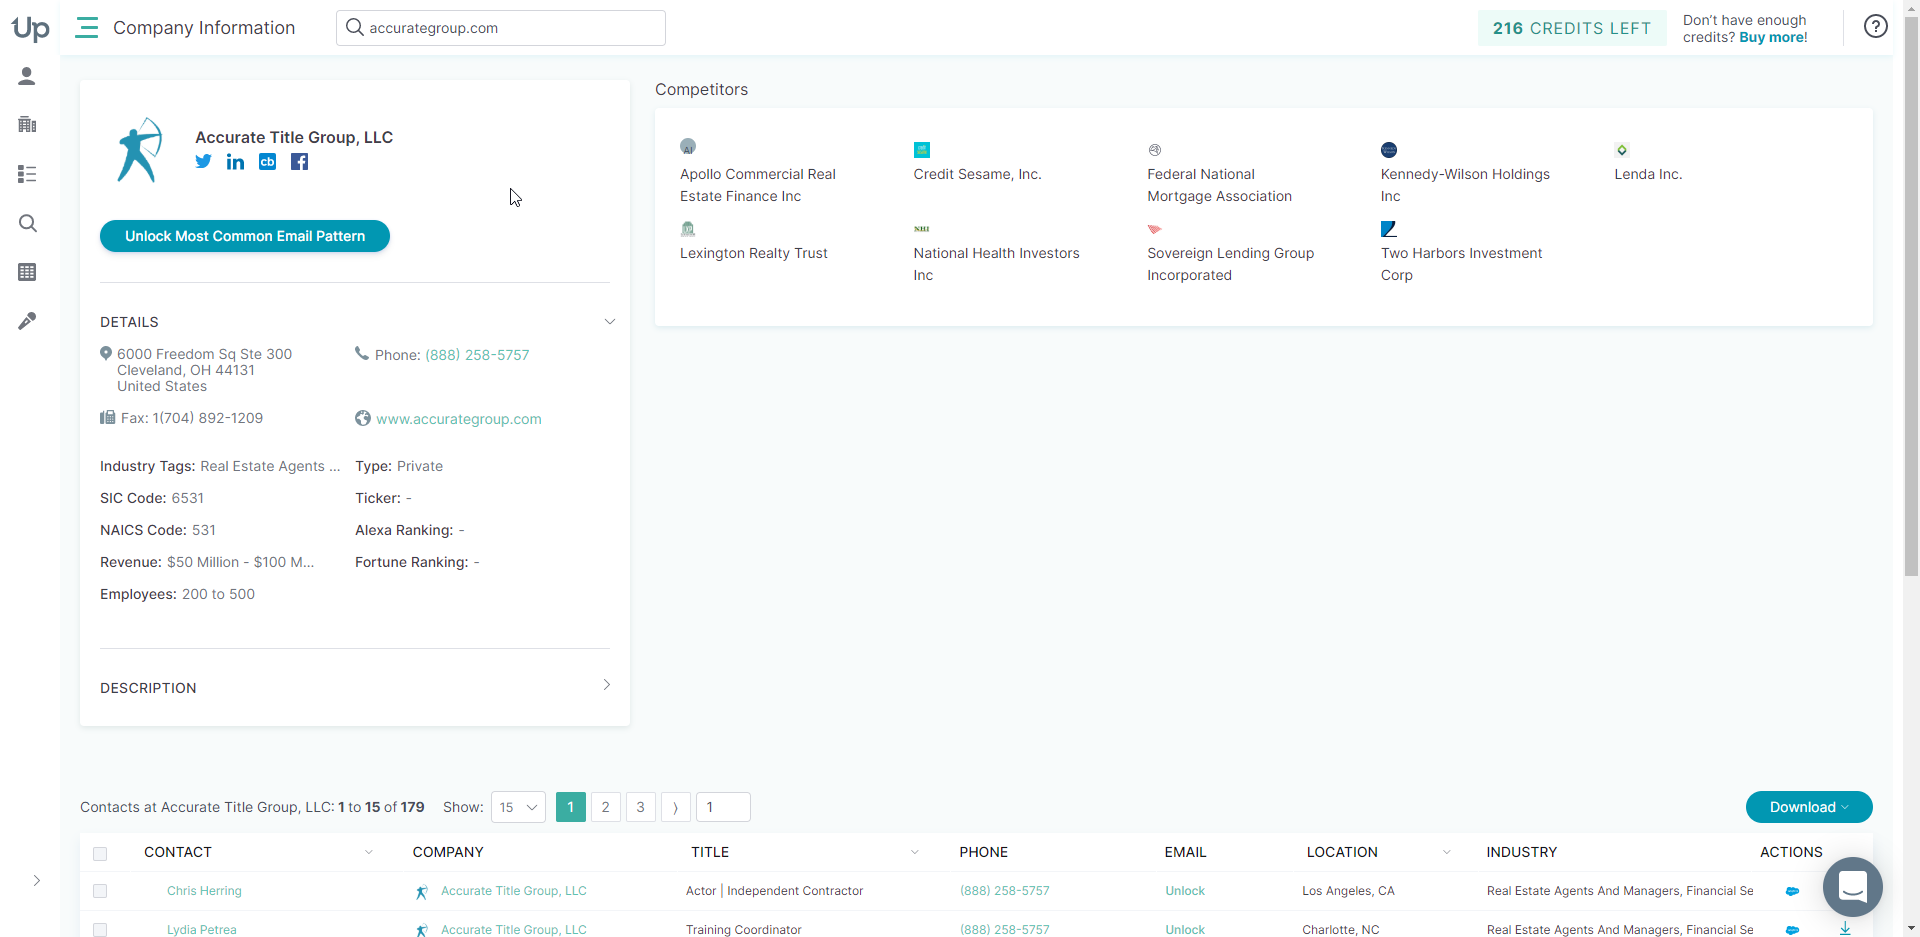 Up
Company Information
accurategroup.com
216 CREDITS LEFT
Don't have enough
credits? Buy more!
?
Accurate Title Group, LLC
cb
Unlock Most Common Email Pattern
DETAILS
6000 Freedom Sq Ste 300
Cleveland, OH 44131
United States
Phone: (888) 258-5757
Fax: 1(704) 892-1209
www.accurategroup.com
Industry Tags: Real Estate Agents ...
Type: Private
SIC Code: 6531
Ticker: -
NAICS Code: 531
Alexa Ranking: -
Revenue: $50 Million - $100 M...
Fortune Ranking: -
Employees: 200 to 500
DESCRIPTION
Competitors
AI
Apollo Commercial Real
Estate Finance Inc
Credit Sesame, Inc.
Federal National
Mortgage Association
Kennedy-Wilson Holdings
Inc
Lenda Inc.
Lexington Realty Trust
NHI
National Health Investors
Inc
Sovereign Lending Group
Incorporated
Two Harbors Investment
Corp
Contacts at Accurate Title Group, LLC: 1 to 15 of 179 Show: 15 1 2 3 1
Download
CONTACT COMPANY TITLE PHONE EMAIL LOCATION INDUSTRY ACTIONS
Chris Herring Accurate Title Group, LLC Actor | Independent Contractor (888) 258-5757 Unlock Los Angeles, CA Real Estate Agents And Managers, Financial Se
Lydia Petrea Accurate Title Group, LLC Training Coordinator (888) 258-5757 Unlock Charlotte, NC Real Estate Agents And Managers, Financial Se